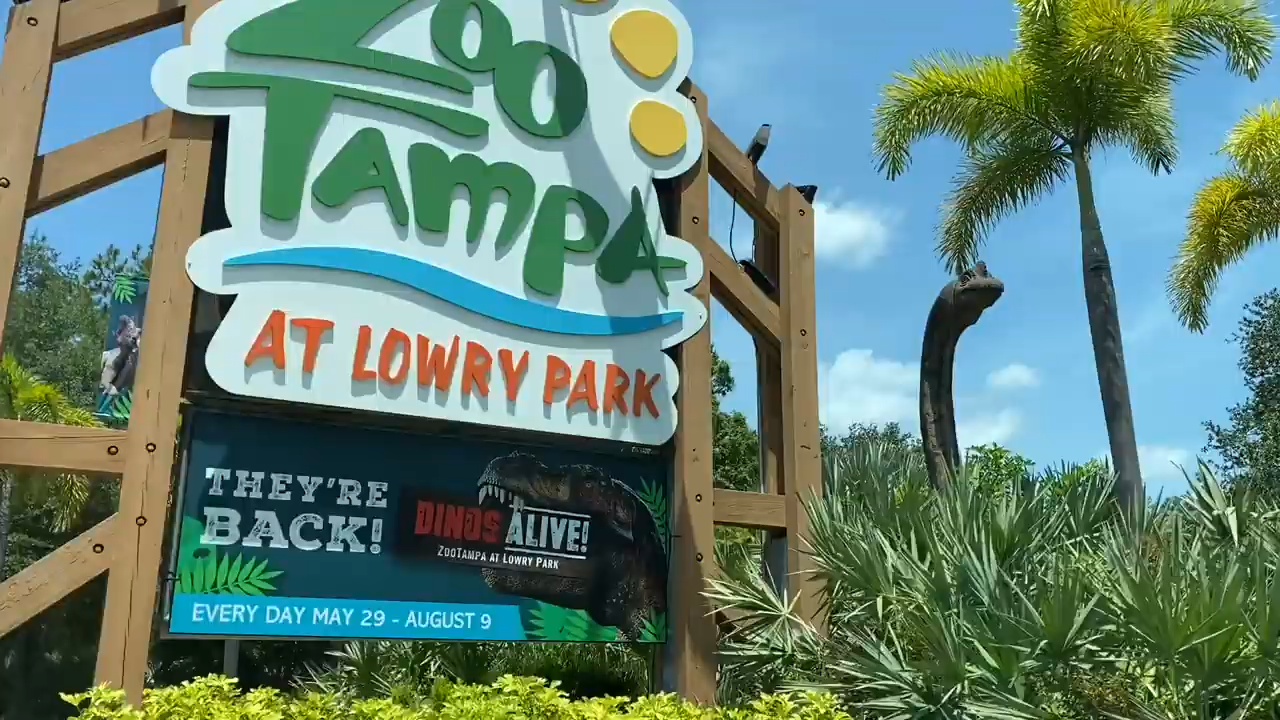 ZOO
TAMPA
AT LOWRY PARK
THEY'RE
BACK!
DINOS ALIVE!
ZOOTAMPA AT LOWRY PARK
EVERY DAY MAY 29 - AUGUST 9